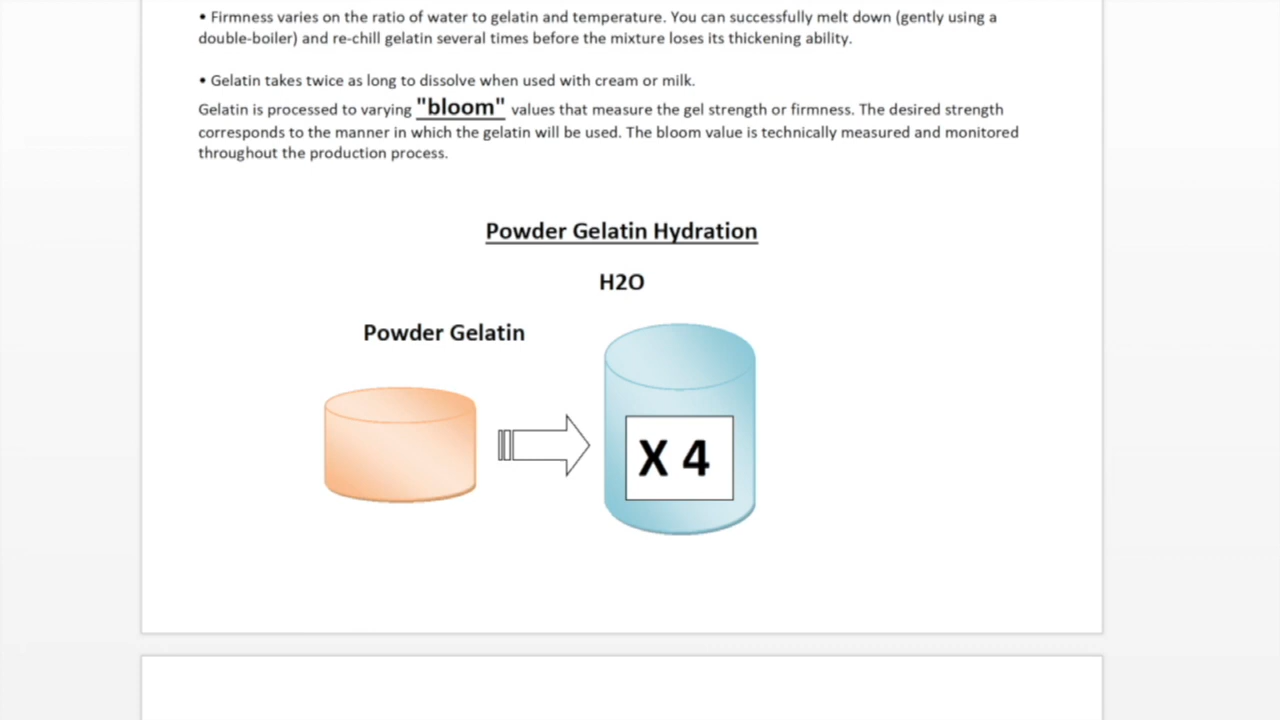 • Firmness varies on the ratio of water to gelatin and temperature. You can successfully melt down (gently using a
double-boiler) and re-chill gelatin several times before the mixture loses its thickening ability.
• Gelatin takes twice as long to dissolve when used with cream or milk.
Gelatin is processed to varying "bloom" values that measure the gel strength or firmness. The desired strength
corresponds to the manner in which the gelatin will be used. The bloom value is technically measured and monitored
throughout the production process.
Powder Gelatin Hydration
H2O
Powder Gelatin
X 4